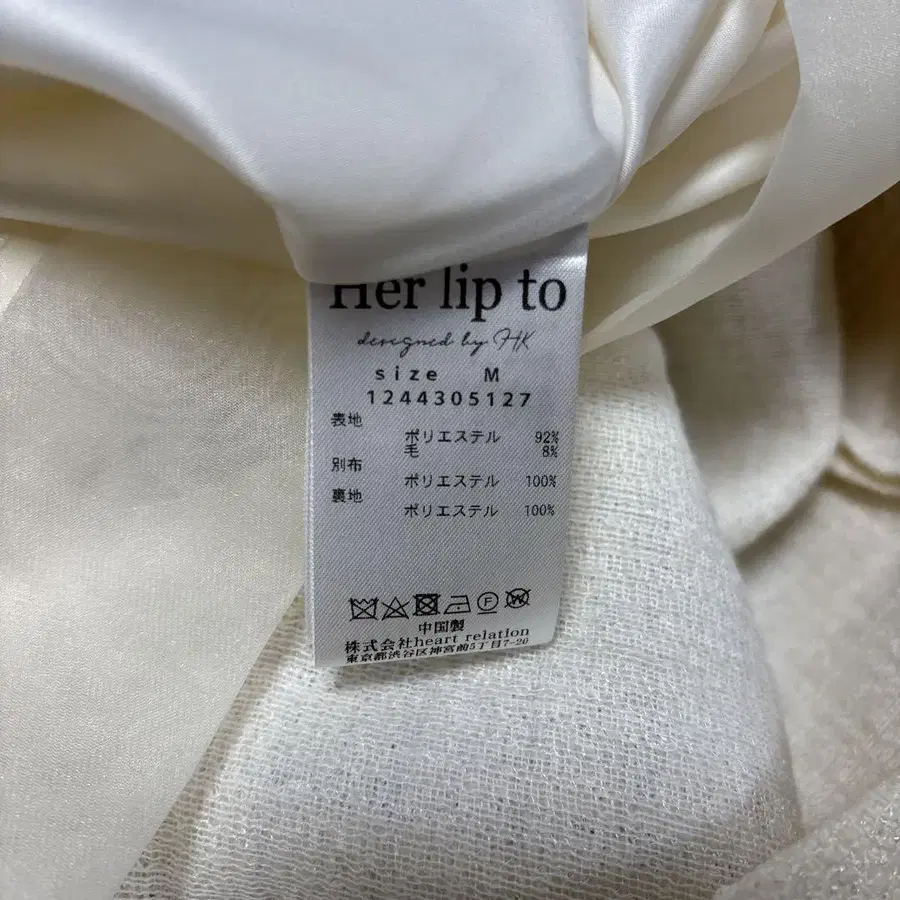 Her lip to
designed by HK
size M
1244305127
表地
ポリエステル 92%
毛 8%
別布
ポリエステル 100%
裏地
ポリエステル 100%
中国製
株式会社heart relation
東京都渋谷区神宮前5丁目7-20